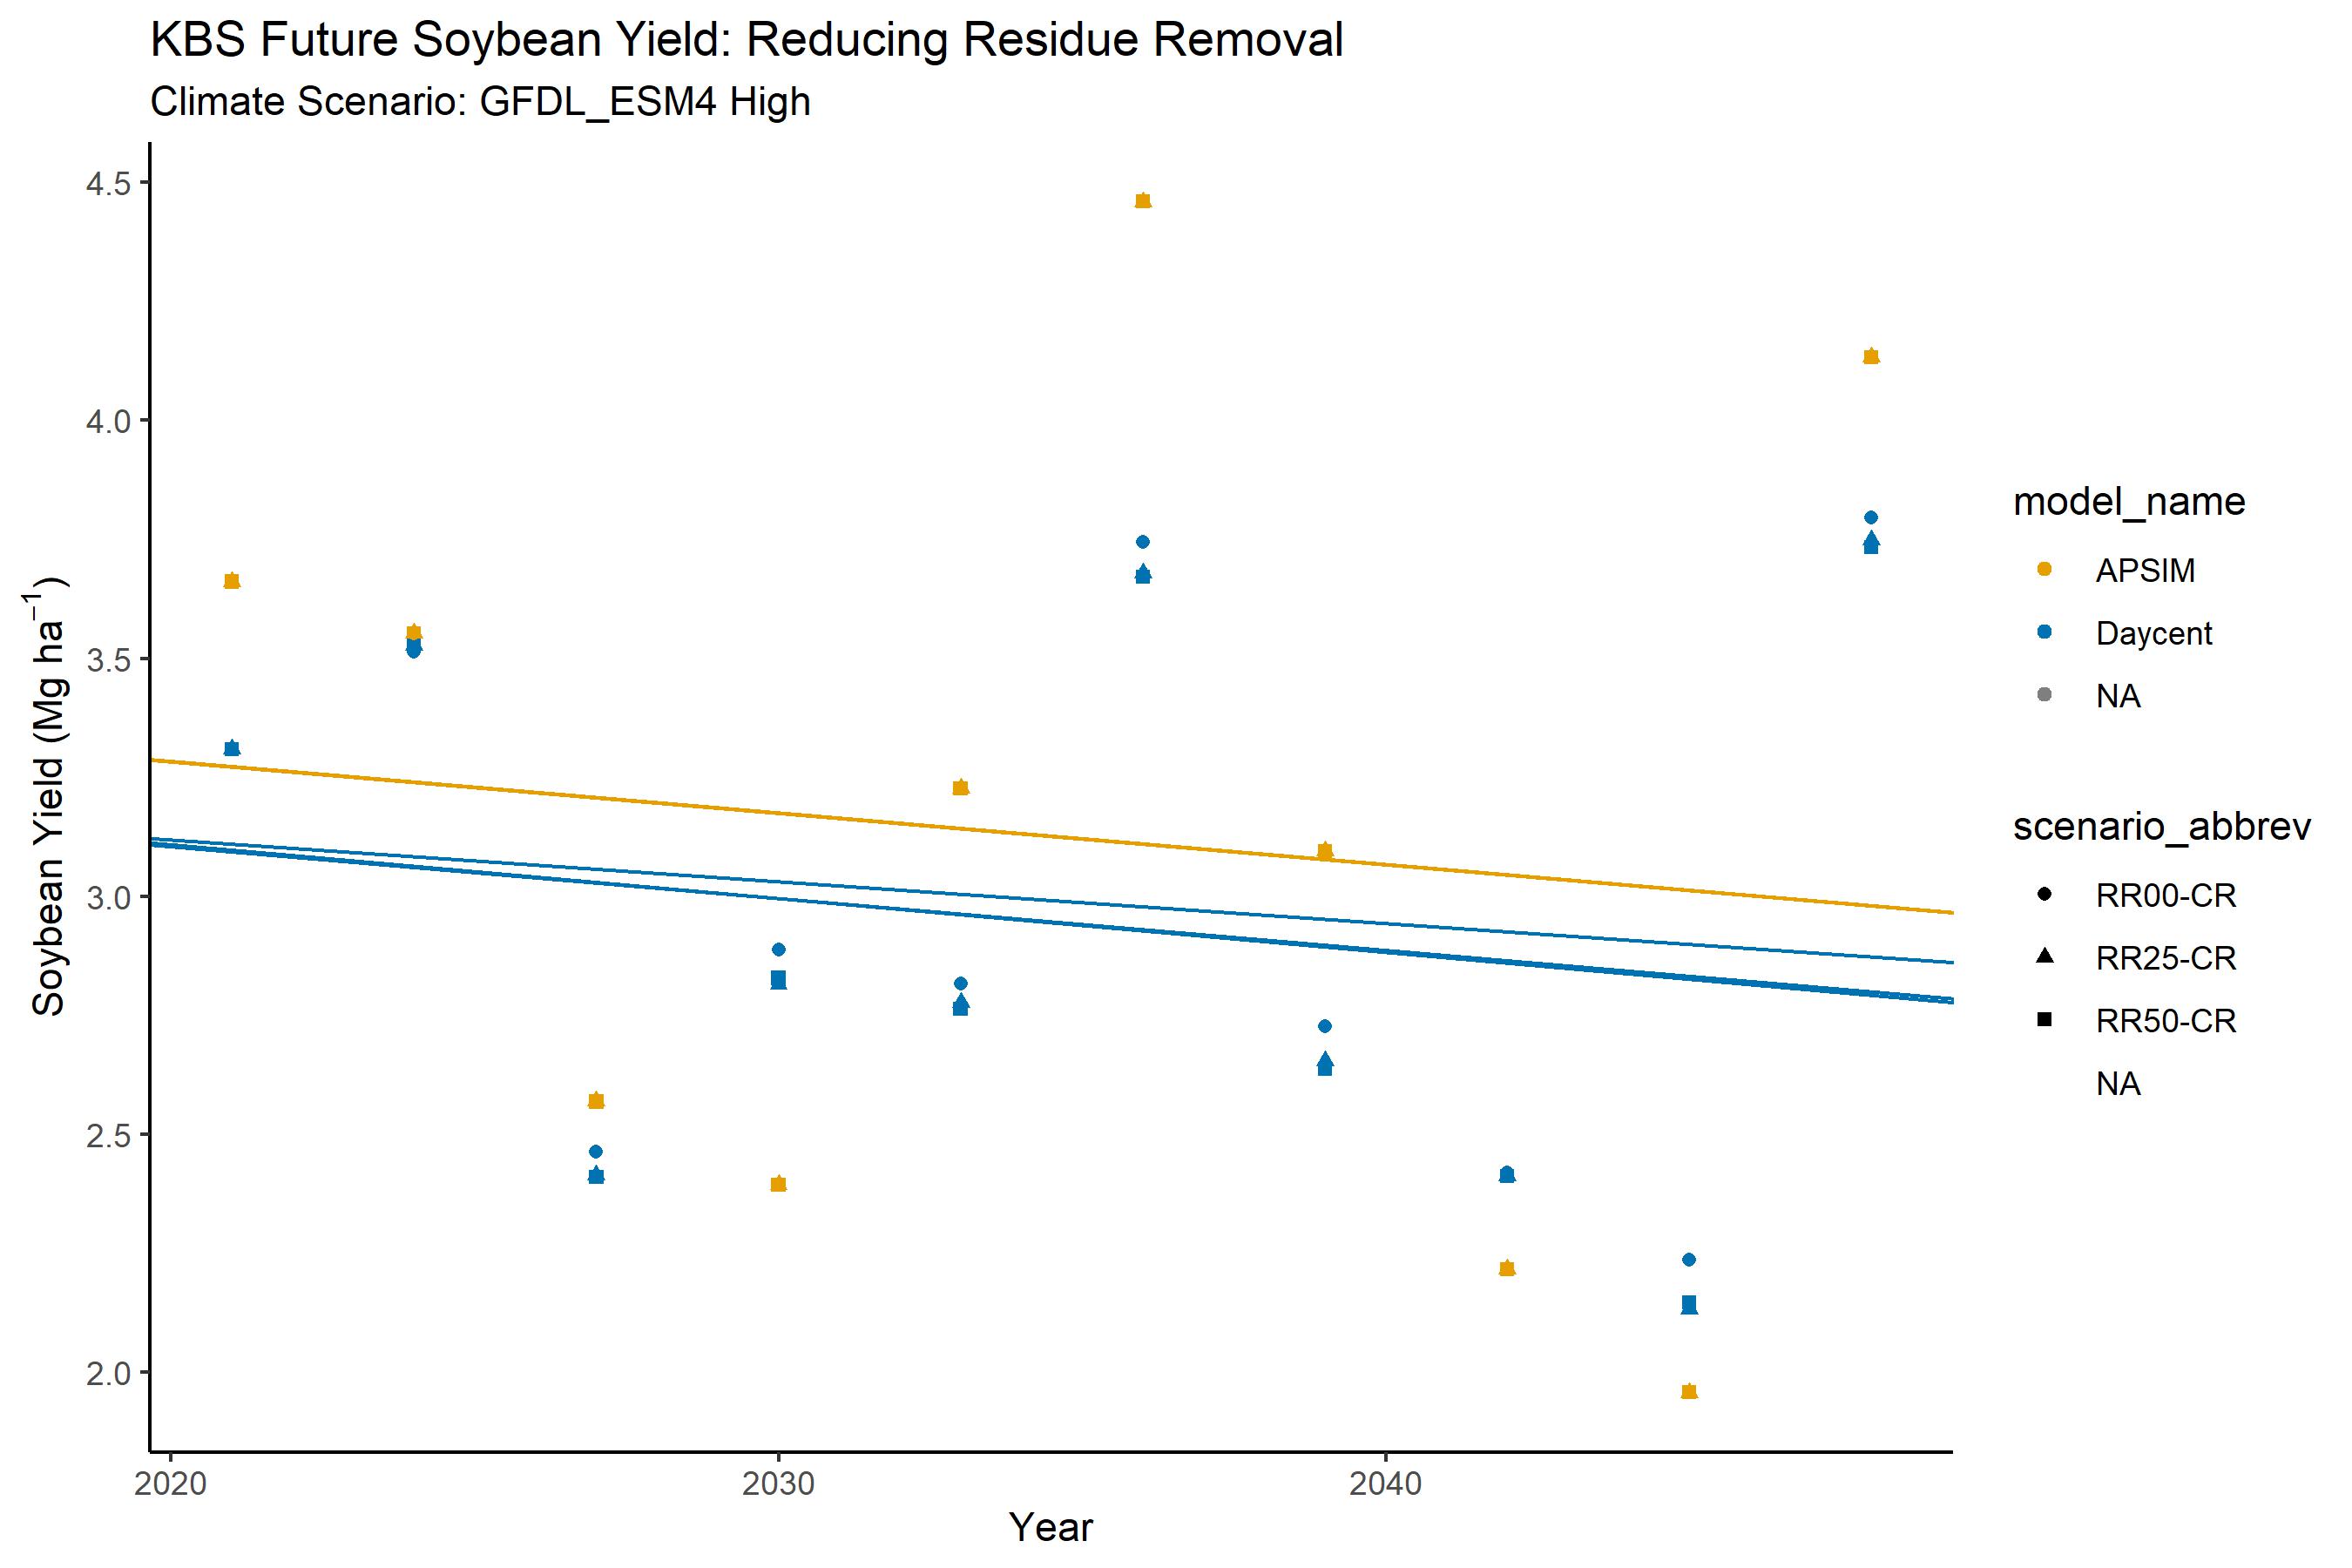 KBS Future Soybean Yield: Reducing Residue Removal
Climate Scenario: GFDL_ESM4 High
Soybean Yield (Mg ha⁻¹)
4.5
4.0
3.5
3.0
2.5
2.0
2020
2030
2040
Year
model_name
APSIM
Daycent
NA
scenario_abbrev
RR00-CR
RR25-CR
RR50-CR
NA